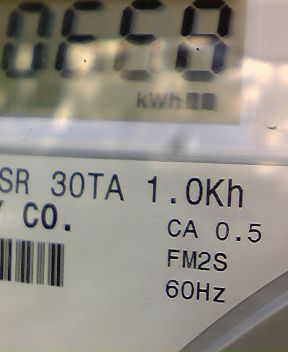 kWh
SR 30TA 1.0Kh
Y CO.
CA 0.5
FM2S
60Hz